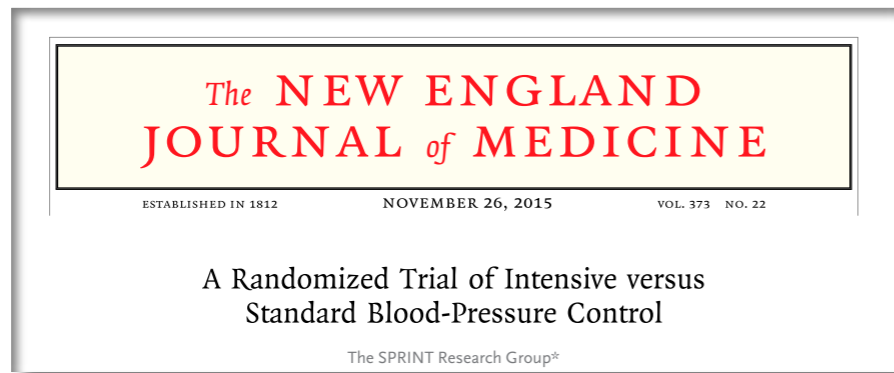 The NEW ENGLAND
JOURNAL of MEDICINE
ESTABLISHED IN 1812 NOVEMBER 26, 2015 VOL. 373 NO. 22
A Randomized Trial of Intensive versus
Standard Blood-Pressure Control
The SPRINT Research Group*